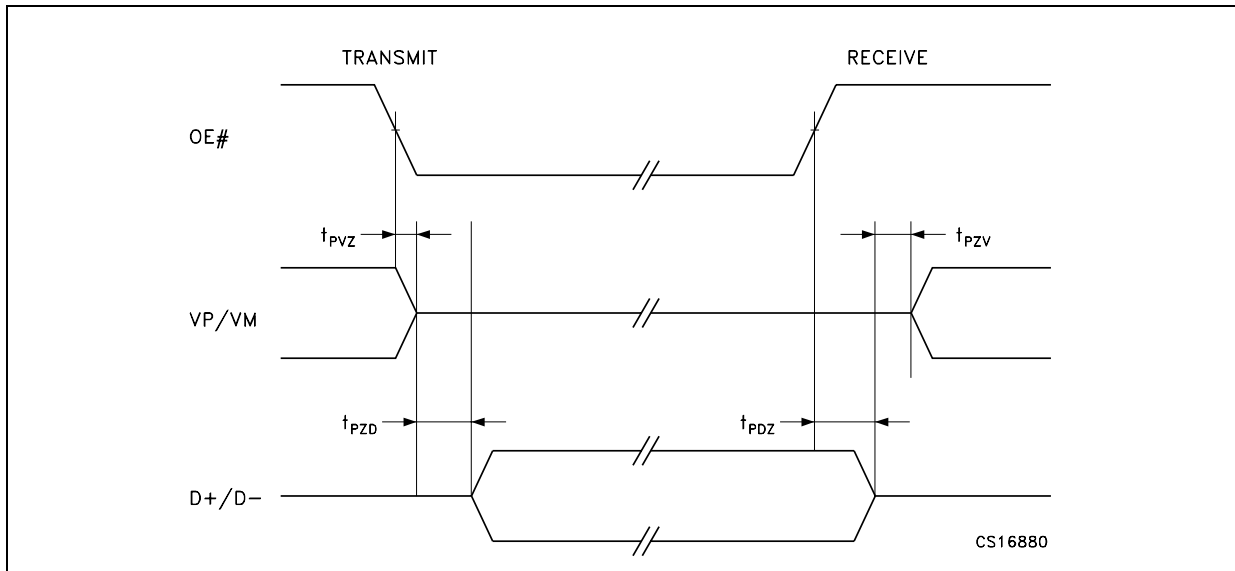 TRANSMIT
RECEIVE
OE#
tPVZ
tPZV
VP/VM
tPZD
tPDZ
D+/D-
CS16880